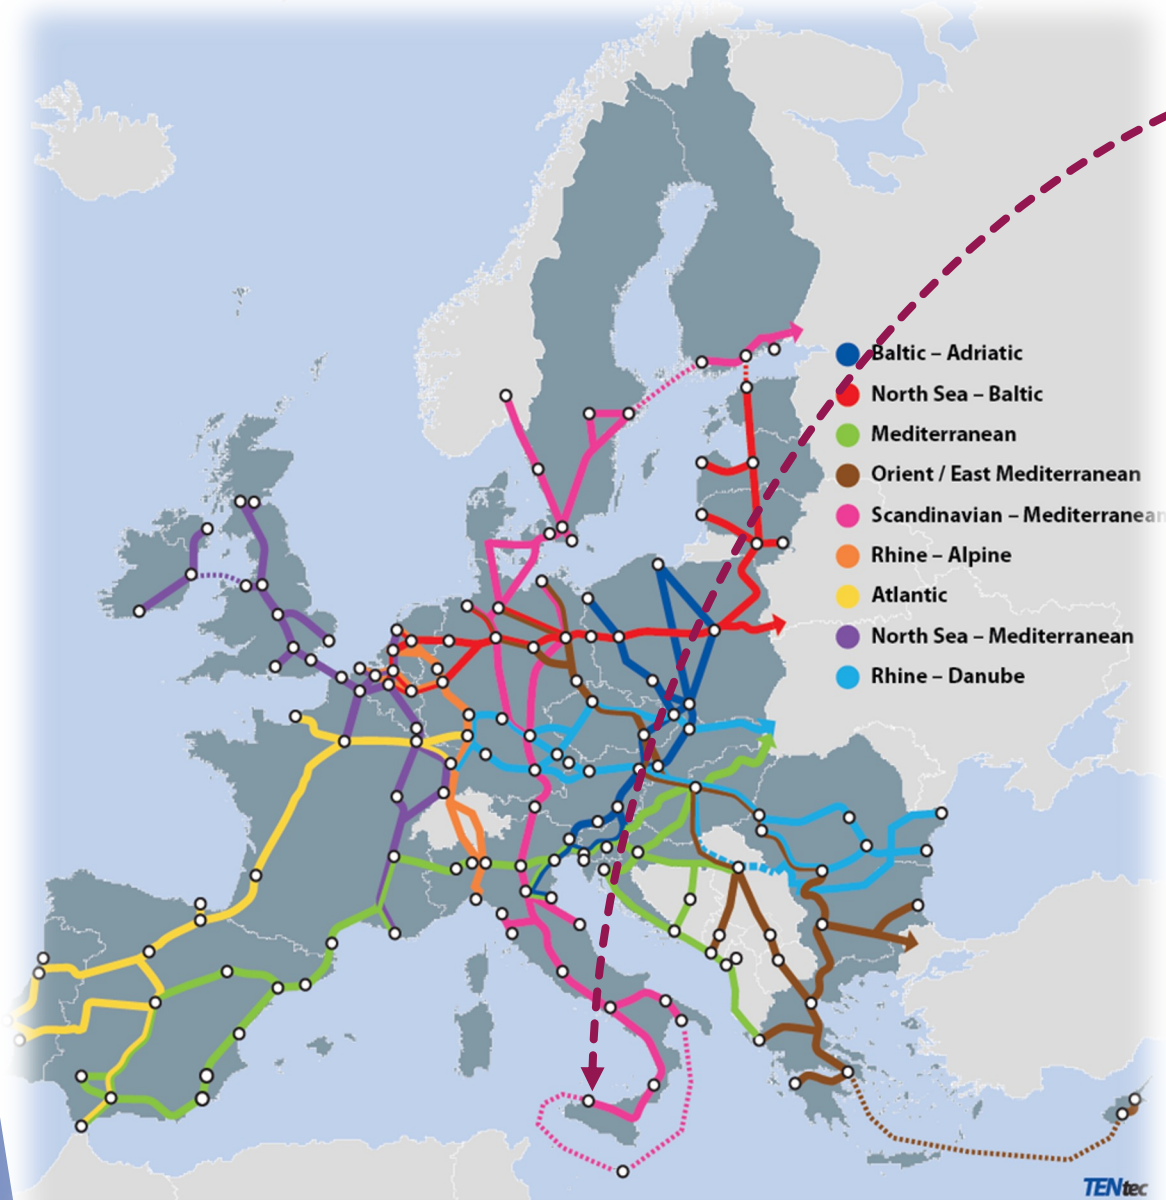 Baltic – Adriatic
North Sea – Baltic
Mediterranean
Orient / East Mediterranean
Scandinavian – Mediterranean
Rhine – Alpine
Atlantic
North Sea – Mediterranean
Rhine – Danube
TENtec